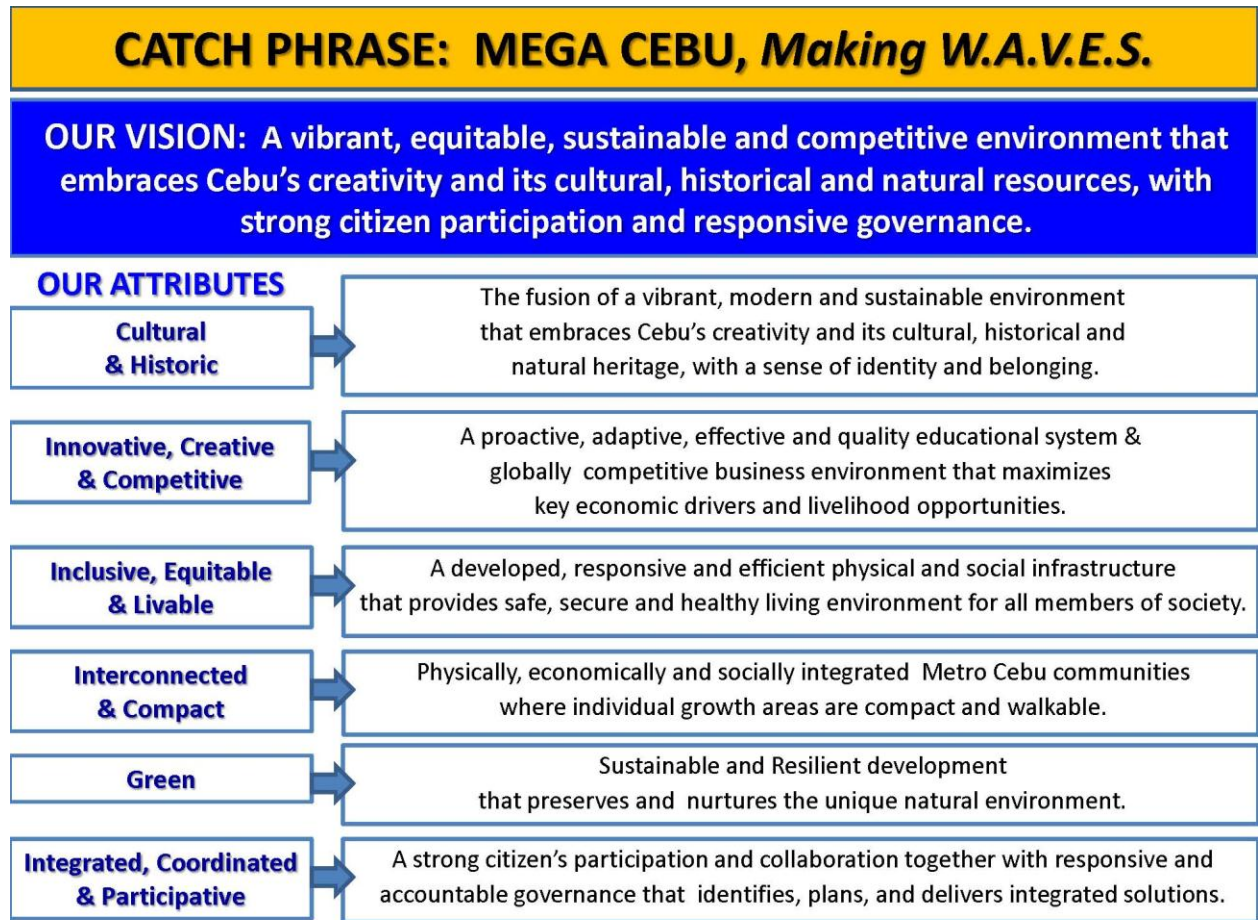 CATCH PHRASE: MEGA CEBU, Making W.A.V.E.S.
OUR VISION: A vibrant, equitable, sustainable and competitive environment that
embraces Cebu's creativity and its cultural, historical and natural resources, with
strong citizen participation and responsive governance.
OUR ATTRIBUTES
Cultural
& Historic
The fusion of a vibrant, modern and sustainable environment
that embraces Cebu's creativity and its cultural, historical and
natural heritage, with a sense of identity and belonging.
Innovative, Creative
& Competitive
A proactive, adaptive, effective and quality educational system &
globally competitive business environment that maximizes
key economic drivers and livelihood opportunities.
Inclusive, Equitable
& Livable
A developed, responsive and efficient physical and social infrastructure
that provides safe, secure and healthy living environment for all members of society.
Interconnected
& Compact
Physically, economically and socially integrated Metro Cebu communities
where individual growth areas are compact and walkable.
Green
Sustainable and Resilient development
that preserves and nurtures the unique natural environment.
Integrated, Coordinated
& Participative
A strong citizen's participation and collaboration together with responsive and
accountable governance that identifies, plans, and delivers integrated solutions.